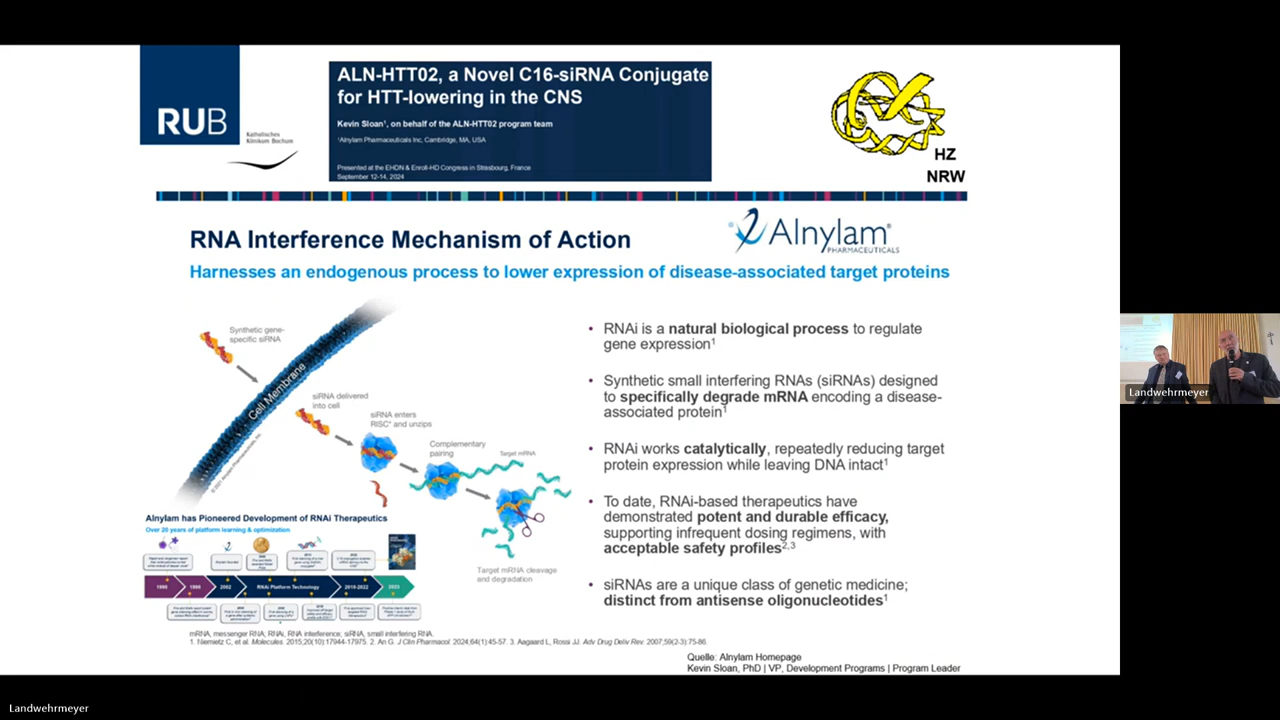 RUB
Katholisches
Klinikum Bochum
ALN-HTT02, a Novel C16-siRNA Conjugate
for HTT-lowering in the CNS
Kevin Sloan¹, on behalf of the ALN-HTT02 program team
¹Alnylam Pharmaceuticals Inc, Cambridge, MA, USA
Presented at the EHDN & Enroll-HD Congress in Strasbourg, France
September 12-14, 2024
HZ
NRW
RNA Interference Mechanism of Action
Alnylam®
PHARMACEUTICALS
Harnesses an endogenous process to lower expression of disease-associated target proteins
Synthetic gene-
specific siRNA
Cell Membrane
siRNA delivered
into cell
siRNA enters
RISC* and unzips
Complementary
pairing
Target mRNA
Target mRNA cleavage
and degradation
• RNAi is a natural biological process to regulate
gene expression¹
• Synthetic small interfering RNAs (siRNAs) designed
to specifically degrade mRNA encoding a disease-
associated protein¹
• RNAi works catalytically, repeatedly reducing target
protein expression while leaving DNA intact¹
• To date, RNAi-based therapeutics have
demonstrated potent and durable efficacy,
supporting infrequent dosing regimens, with
acceptable safety profiles²,³
• siRNAs are a unique class of genetic medicine;
distinct from antisense oligonucleotides¹
Alnylam has Pioneered Development of RNAi Therapeutics
Over 20 years of platform learning & optimization
1998
2002
RNAi Platform Technology
2018-2022
2023
mRNA, messenger RNA, RNAi, RNA interference; siRNA, small interfering RNA.
1. Niemietz C, et al. Molecules. 2015;20(10):17944-17975. 2. An G. J Clin Pharmacol. 2024;64(1):45-57. 3. Aagaard L, Rossi JJ. Adv Drug Deliv Rev. 2007;59(2-3):75-86.
Quelle: Alnylam Homepage
Kevin Sloan, PhD | VP, Development Programs | Program Leader
Landwehrmeyer
Landwehrmeyer